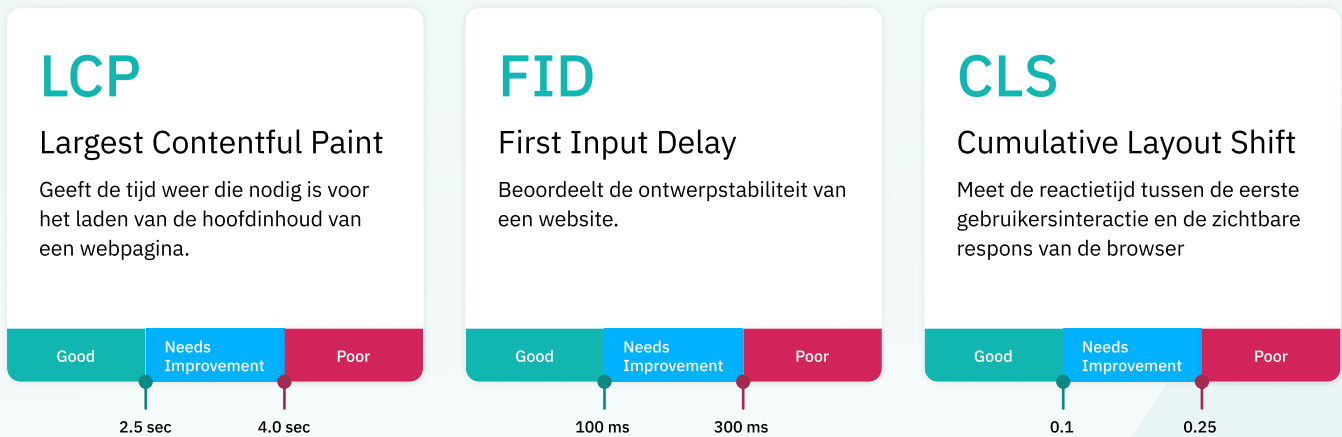 LCP
Largest Contentful Paint
Geeft de tijd weer die nodig is voor
het laden van de hoofdinhoud van
een webpagina.
Good
Needs
Improvement
Poor
2.5 sec
4.0 sec
FID
First Input Delay
Beoordeelt de ontwerpstabiliteit van
een website.
Good
Needs
Improvement
Poor
100 ms
300 ms
CLS
Cumulative Layout Shift
Meet de reactietijd tussen de eerste
gebruikersinteractie en de zichtbare
respons van de browser
Good
Needs
Improvement
Poor
0.1
0.25